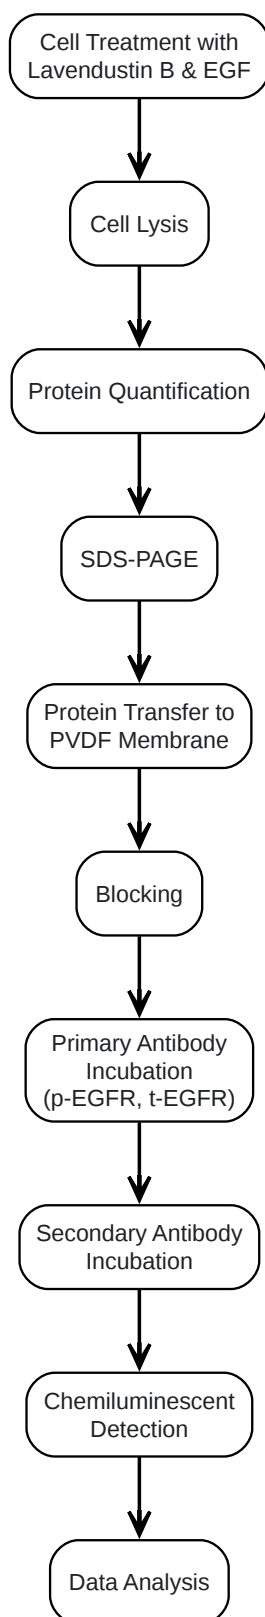 Cell Treatment with
Lavendustin B & EGF
Cell Lysis
Protein Quantification
SDS-PAGE
Protein Transfer to
PVDF Membrane
Blocking
Primary Antibody
Incubation
(p-EGFR, t-EGFR)
Secondary Antibody
Incubation
Chemiluminescent
Detection
Data Analysis